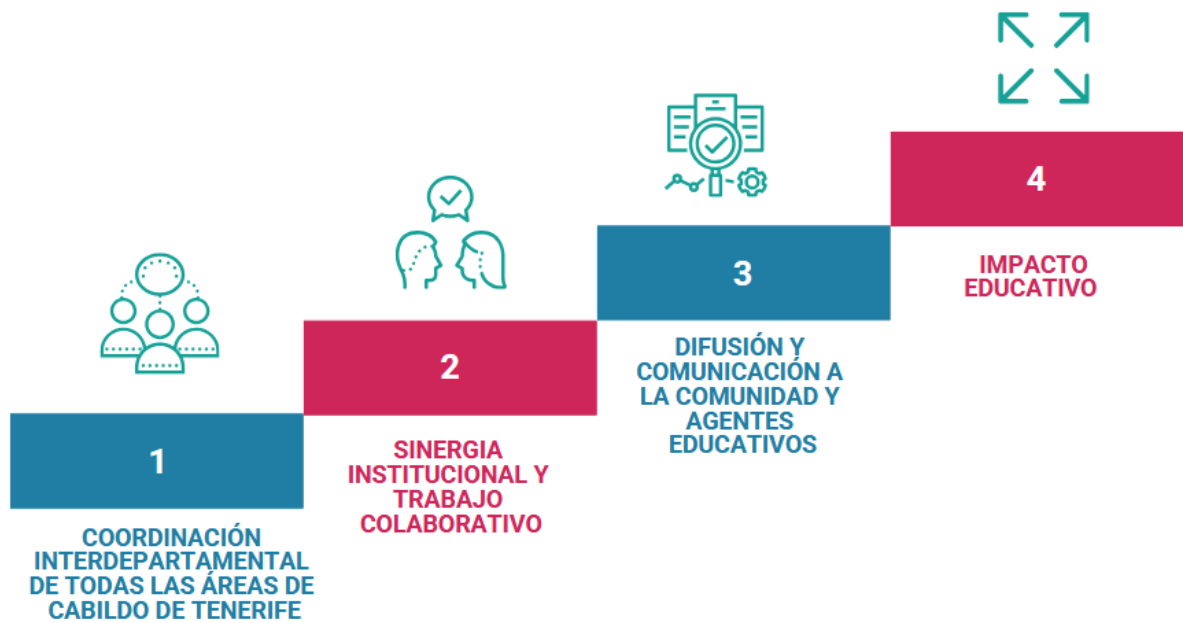 1
COORDINACIÓN
INTERDEPARTAMENTAL
DE TODAS LAS ÁREAS DE
CABILDO DE TENERIFE
2
SINERGIA
INSTITUCIONAL Y
TRABAJO
COLABORATIVO
3
DIFUSIÓN Y
COMUNICACIÓN A
LA COMUNIDAD Y
AGENTES
EDUCATIVOS
4
IMPACTO
EDUCATIVO